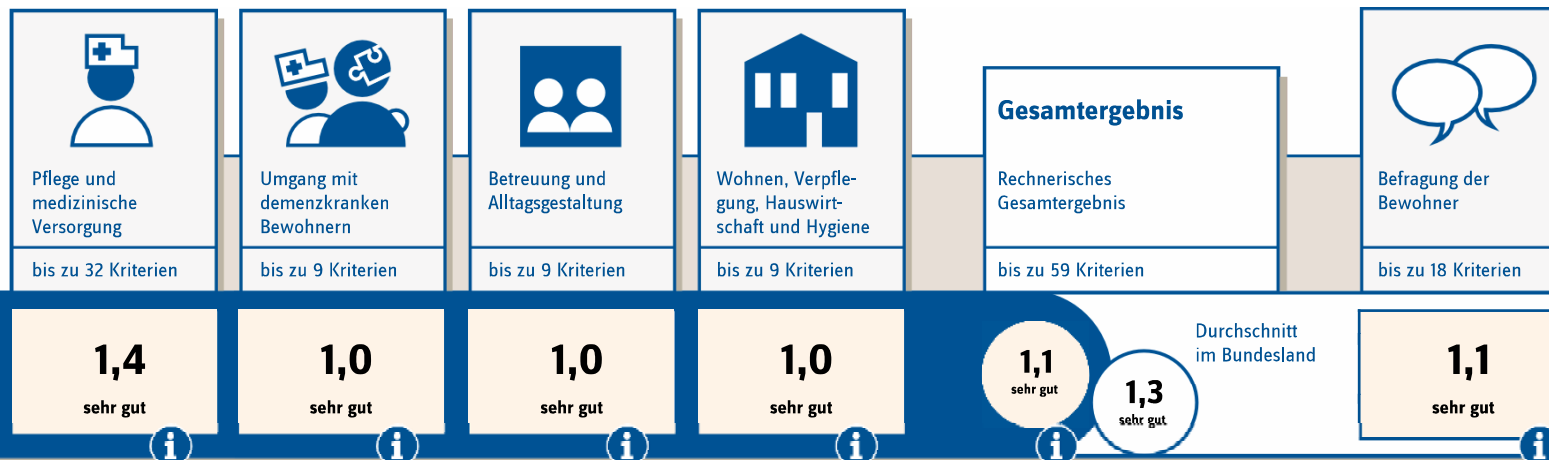 Pflege und
medizinische
Versorgung
bis zu 32 Kriterien
1,4
sehr gut
Umgang mit
demenzkranken
Bewohnern
bis zu 9 Kriterien
1,0
sehr gut
Betreuung und
Alltagsgestaltung
bis zu 9 Kriterien
1,0
sehr gut
Wohnen, Verpfle-
gung, Hauswirt-
schaft und Hygiene
bis zu 9 Kriterien
1,0
sehr gut
Gesamtergebnis
Rechnerisches
Gesamtergebnis
bis zu 59 Kriterien
1,1
sehr gut
Durchschnitt
im Bundesland
1,3
sehr gut
Befragung der
Bewohner
bis zu 18 Kriterien
1,1
sehr gut